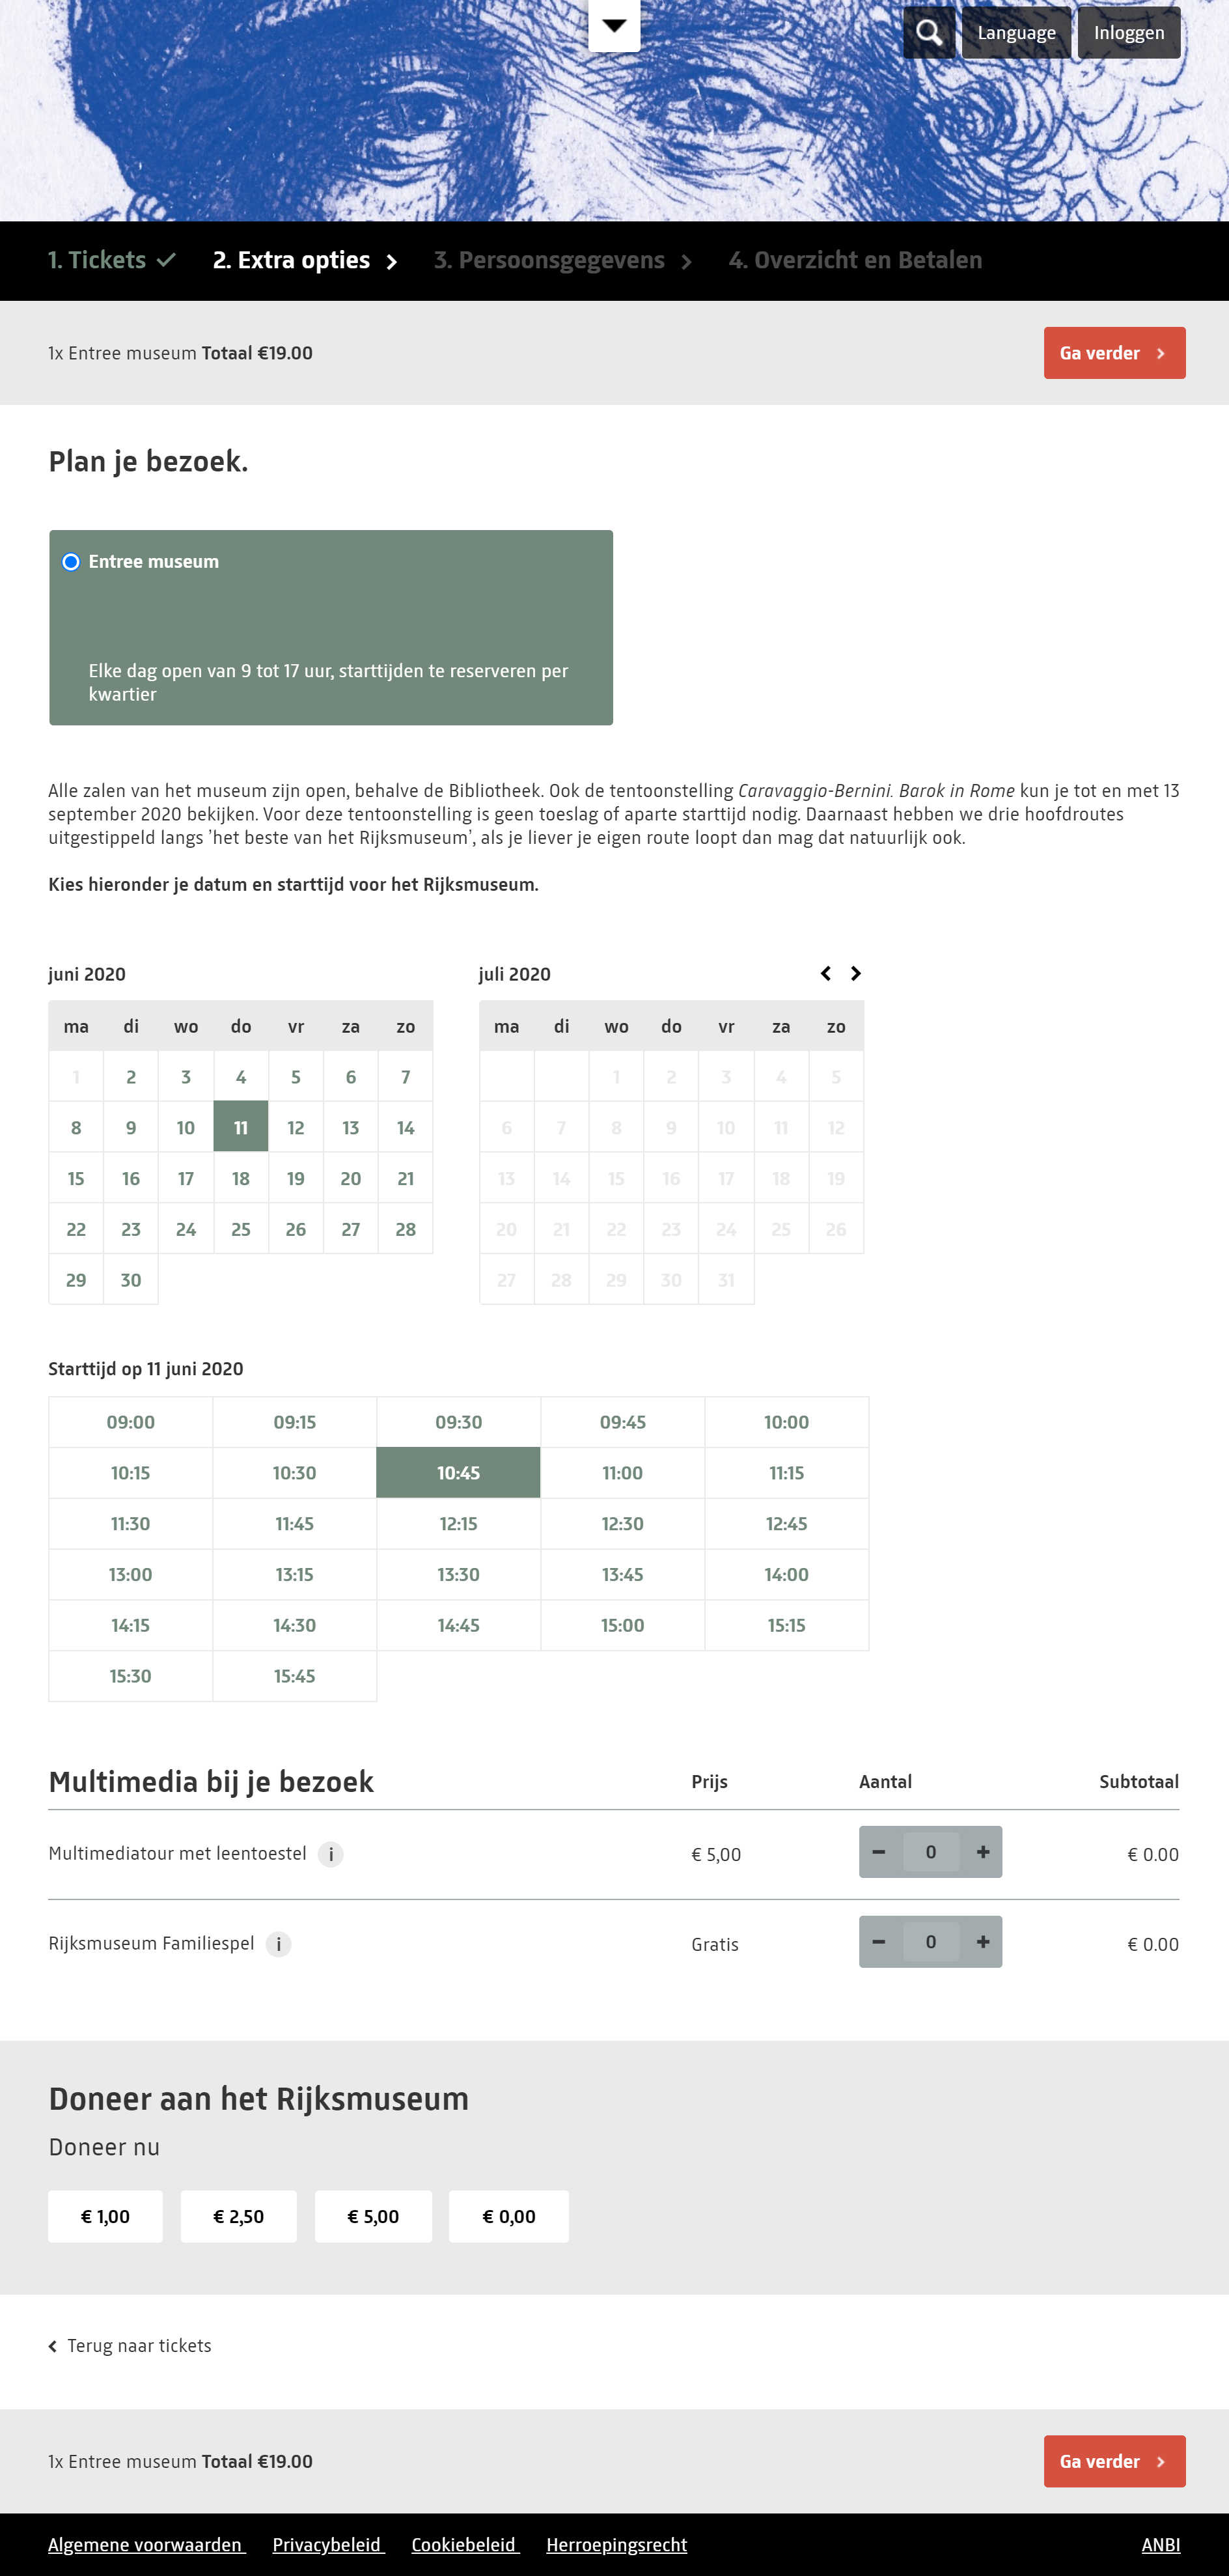 Language
Inloggen
1. Tickets
2. Extra opties
3. Persoonsgegevens
4. Overzicht en Betalen
1x Entree museum Totaal €19.00
Ga verder
Plan je bezoek.
Entree museum
Elke dag open van 9 tot 17 uur, starttijden te reserveren per
kwartier
Alle zalen van het museum zijn open, behalve de Bibliotheek. Ook de tentoonstelling Caravaggio-Bernini. Barok in Rome kun je tot en met 13
september 2020 bekijken. Voor deze tentoonstelling is geen toeslag of aparte starttijd nodig. Daarnaast hebben we drie hoofdroutes
uitgestippeld langs 'het beste van het Rijksmuseum', als je liever je eigen route loopt dan mag dat natuurlijk ook.
Kies hieronder je datum en starttijd voor het Rijksmuseum.
juni 2020
ma di wo do vr za zo
1 2 3 4 5 6 7
8 9 10 11 12 13 14
15 16 17 18 19 20 21
22 23 24 25 26 27 28
29 30
juli 2020
ma di wo do vr za zo
1 2 3 4 5
6 7 8 9 10 11 12
13 14 15 16 17 18 19
20 21 22 23 24 25 26
27 28 29 30 31
Starttijd op 11 juni 2020
09:00 09:15 09:30 09:45 10:00
10:15 10:30 10:45 11:00 11:15
11:30 11:45 12:15 12:30 12:45
13:00 13:15 13:30 13:45 14:00
14:15 14:30 14:45 15:00 15:15
15:30 15:45
Multimedia bij je bezoek Prijs Aantal Subtotaal
Multimediatour met leentoestel i € 5,00 − 0 + € 0.00
Rijksmuseum Familiespel i Gratis − 0 + € 0.00
Doneer aan het Rijksmuseum
Doneer nu
€ 1,00 € 2,50 € 5,00 € 0,00
Terug naar tickets
1x Entree museum Totaal €19.00
Ga verder
Algemene voorwaarden Privacybeleid Cookiebeleid Herroepingsrecht ANBI